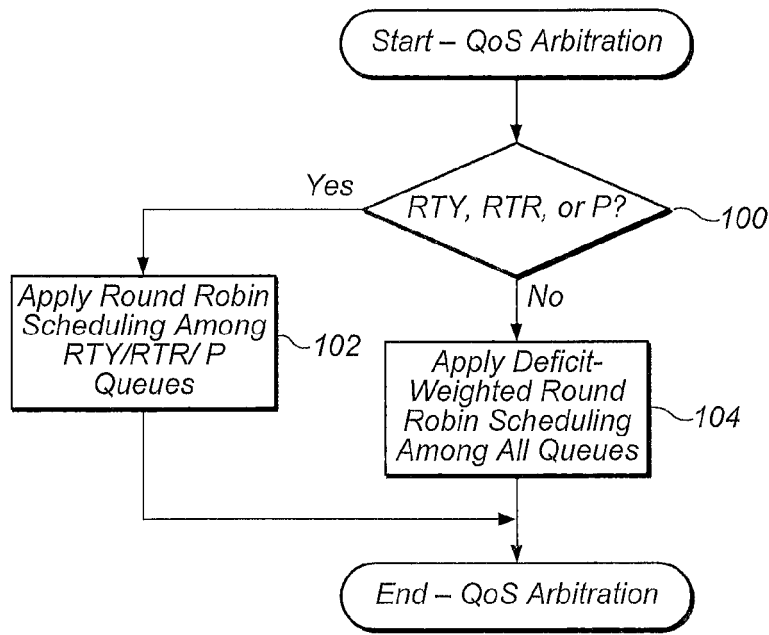 Start – QoS Arbitration
Yes
RTY, RTR, or P?
100
Apply Round Robin
Scheduling Among
RTY/RTR/ P
Queues
102
No
Apply Deficit-
Weighted Round
Robin Scheduling
Among All Queues
104
End – QoS Arbitration